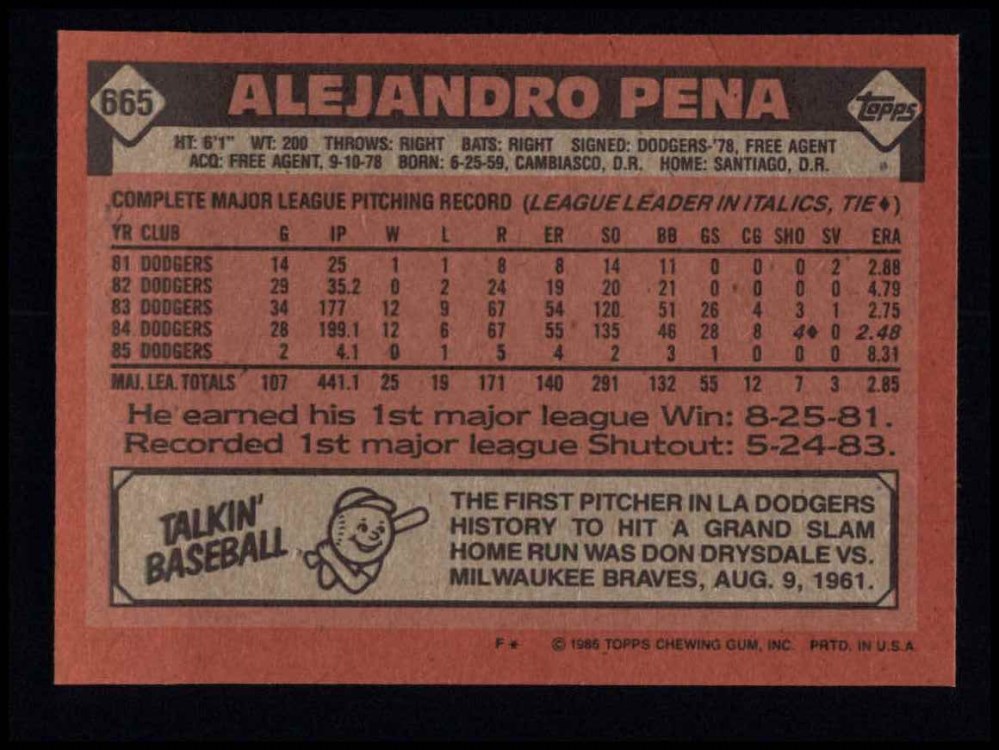 665 ALEJANDRO PENA topps
HT: 6'1" WT: 200 THROWS: RIGHT BATS: RIGHT SIGNED: DODGERS-'78, FREE AGENT
ACQ: FREE AGENT, 9-10-78 BORN: 6-25-59, CAMBIASCO, D.R. HOME: SANTIAGO, D.R.
COMPLETE MAJOR LEAGUE PITCHING RECORD (LEAGUE LEADER IN ITALICS, TIE♦)
YR CLUB G IP W L R ER SO BB GS CG SHO SV ERA
81 DODGERS 14 25 1 1 8 8 14 11 0 0 0 2 2.88
82 DODGERS 29 35.2 0 2 24 19 20 21 0 0 0 0 4.79
83 DODGERS 34 177 12 9 67 54 120 51 26 4 3 1 2.75
84 DODGERS 28 199.1 12 6 67 55 135 46 28 8 4♦ 0 2.48
85 DODGERS 2 4.1 0 1 5 4 2 3 1 0 0 0 8.31
MAJ. LEA. TOTALS 107 441.1 25 19 171 140 291 132 55 12 7 3 2.85
He earned his 1st major league Win: 8-25-81.
Recorded 1st major league Shutout: 5-24-83.
TALKIN'
BASEBALL
THE FIRST PITCHER IN LA DODGERS
HISTORY TO HIT A GRAND SLAM
HOME RUN WAS DON DRYSDALE VS.
MILWAUKEE BRAVES, AUG. 9, 1961.
F* © 1986 TOPPS CHEWING GUM, INC. PRTD. IN U.S.A.